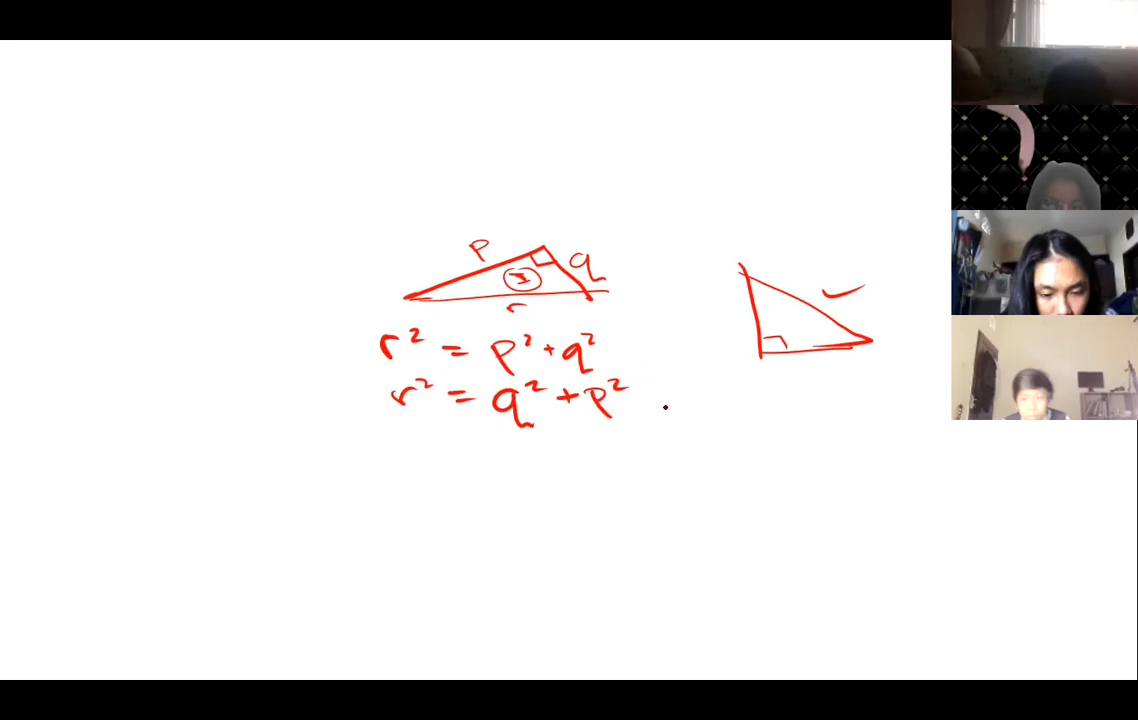 p
q
I
r
r² = p² + q²
r² = q² + p²